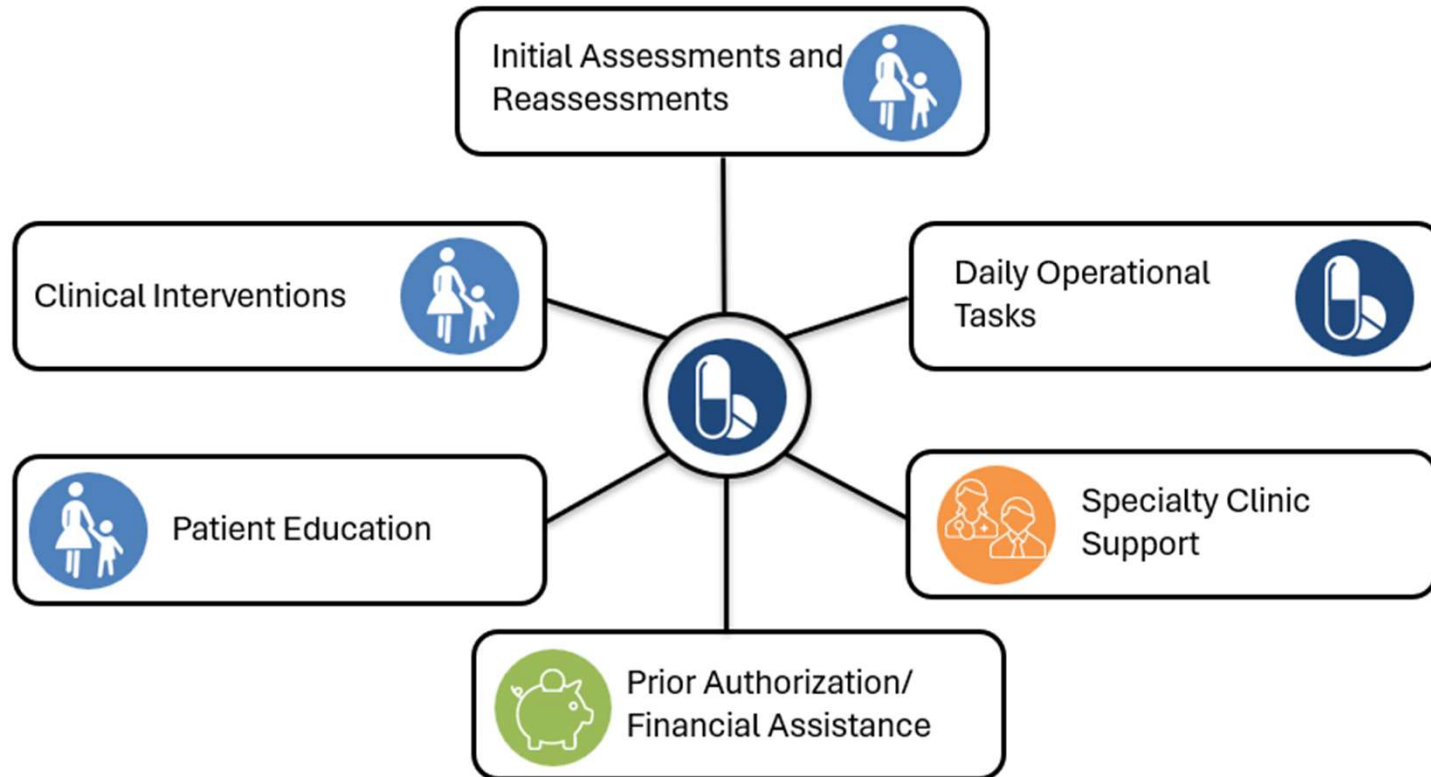 Initial Assessments and
Reassessments
Clinical Interventions
Daily Operational
Tasks
Patient Education
Specialty Clinic
Support
Prior Authorization/
Financial Assistance